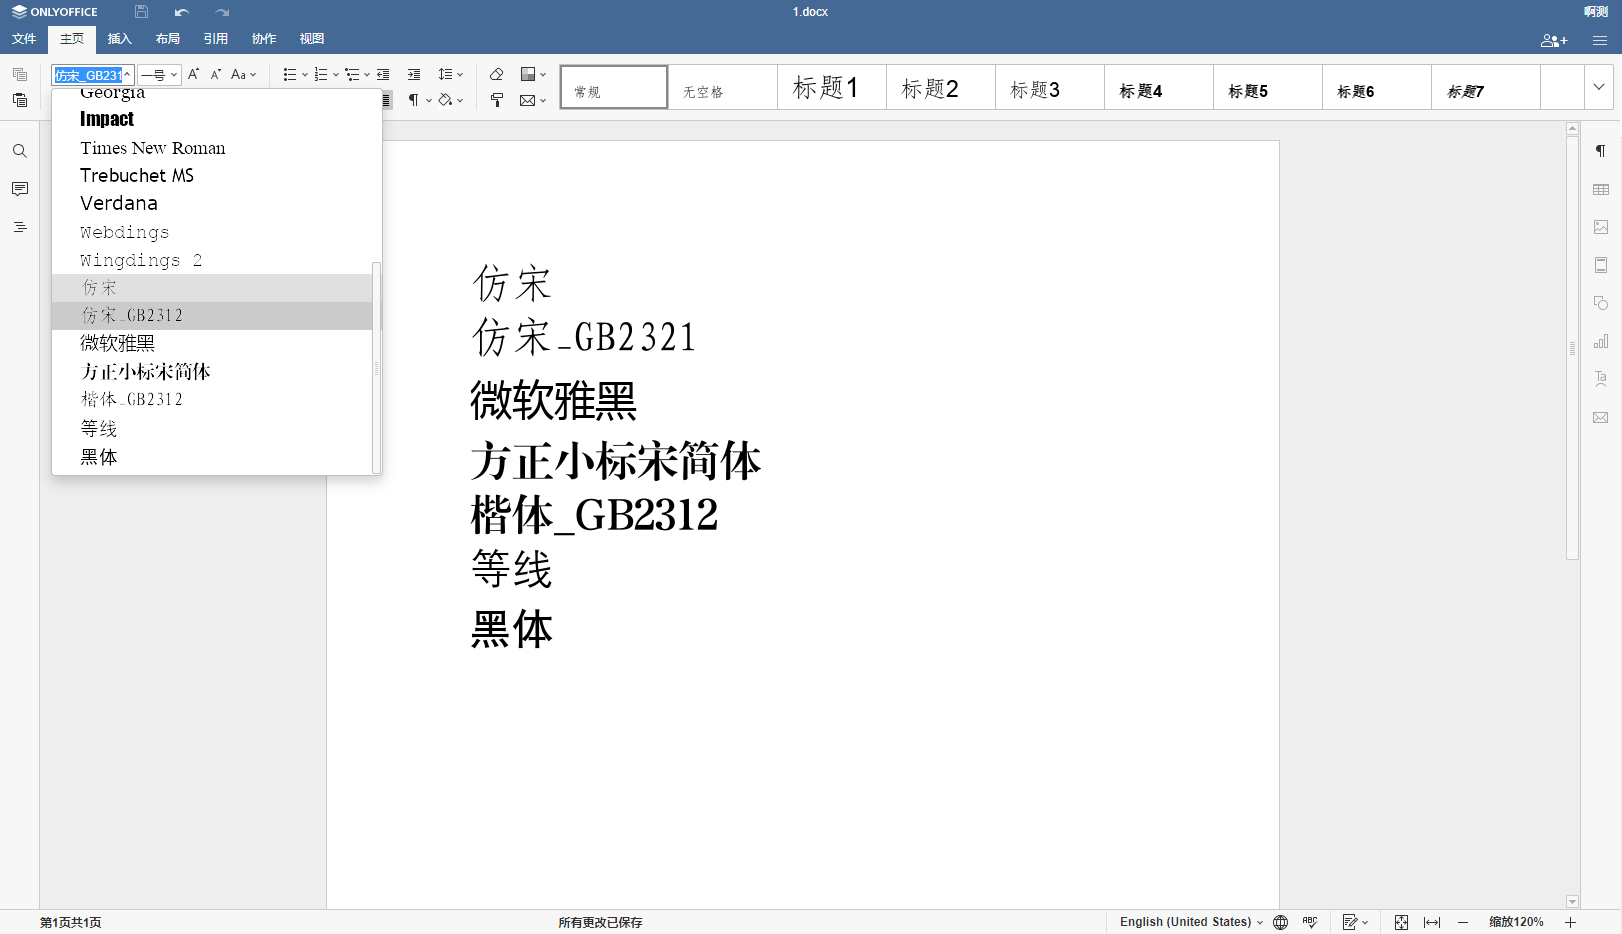 ONLYOFFICE
1.docx
啊测
文件 主页 插入 布局 引用 协作 视图
仿宋_GB231 一号 Aa
常规 无空格 标题1 标题2 标题3 标题4 标题5 标题6 标题7
Georgia
Impact
Times New Roman
Trebuchet MS
Verdana
Webdings
Wingdings 2
仿宋
仿宋_GB2312
微软雅黑
方正小标宋简体
楷体_GB2312
等线
黑体
仿宋
仿宋_GB2321
微软雅黑
方正小标宋简体
楷体_GB2312
等线
黑体
第1页共1页 所有更改已保存 English (United States) ABC 缩放120%